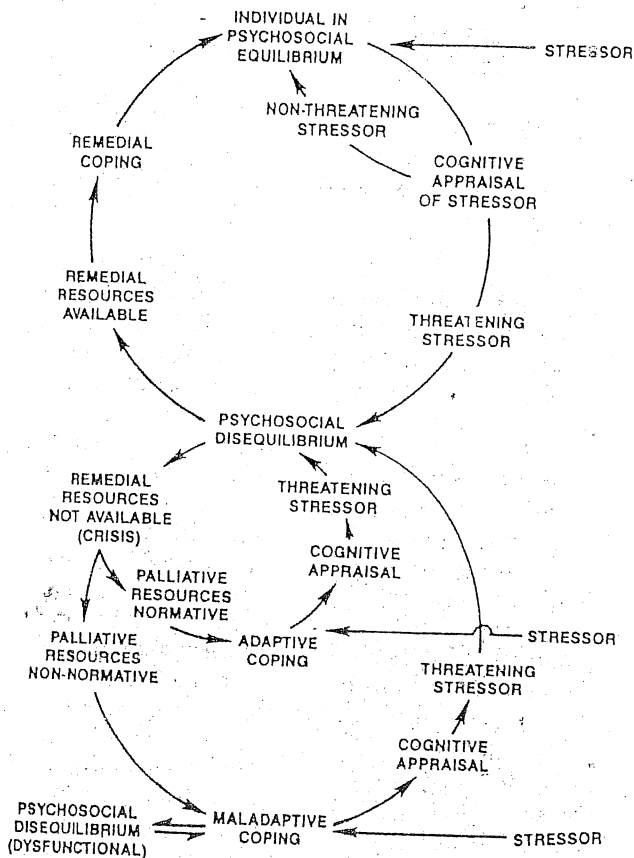 INDIVIDUAL IN
PSYCHOSOCIAL
EQUILIBRIUM
STRESSOR
NON-THREATENING
STRESSOR
REMEDIAL
COPING
COGNITIVE
APPRAISAL
OF STRESSOR
REMEDIAL
RESOURCES
AVAILABLE
THREATENING
STRESSOR
PSYCHOSOCIAL
DISEQUILIBRIUM
REMEDIAL
RESOURCES
NOT AVAILABLE
(CRISIS)
THREATENING
STRESSOR
COGNITIVE
APPRAISAL
PALLIATIVE
RESOURCES
NORMATIVE
PALLIATIVE
RESOURCES
NON-NORMATIVE
ADAPTIVE
COPING
STRESSOR
THREATENING
STRESSOR
COGNITIVE
APPRAISAL
PSYCHOSOCIAL
DISEQUILIBRIUM
(DYSFUNCTIONAL)
MALADAPTIVE
COPING
STRESSOR